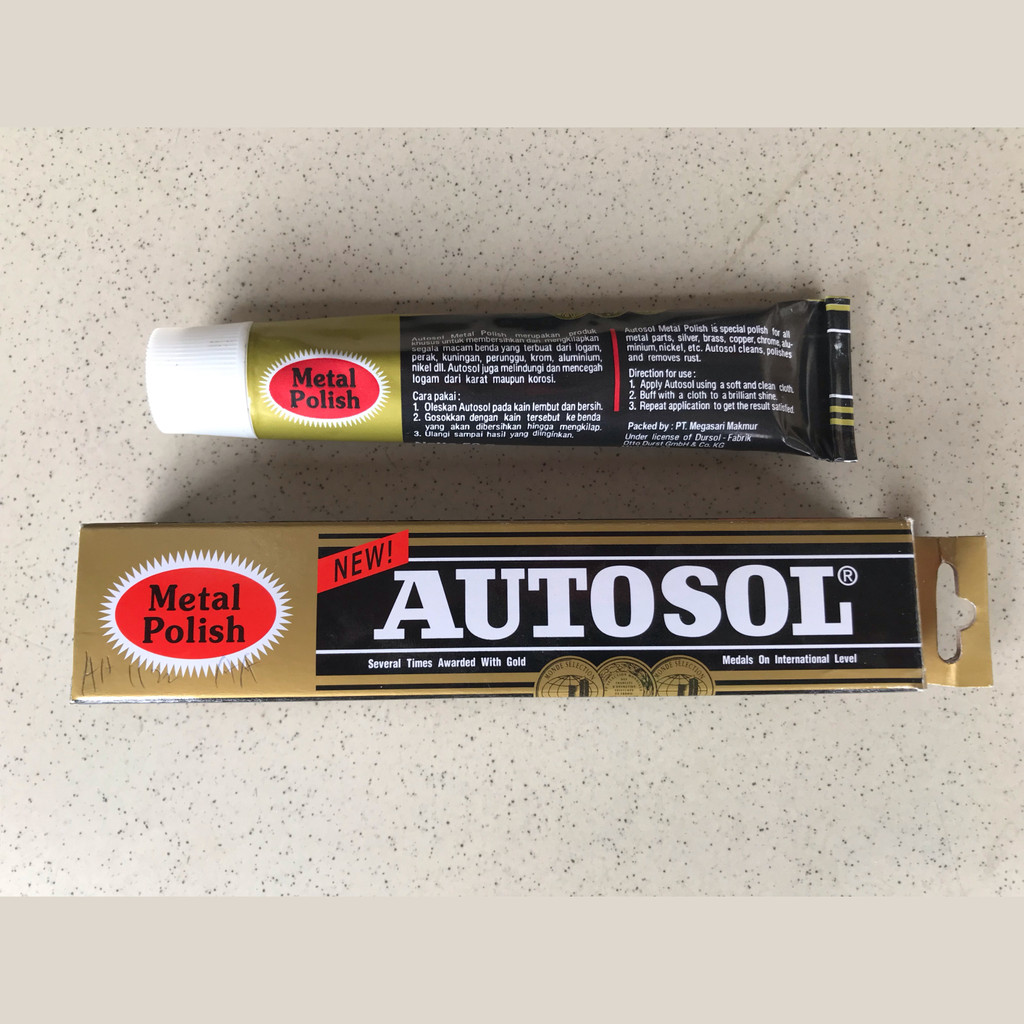 Metal
Polish
Autosol Metal Polish merupakan produk
khusus untuk membersihkan dan mengkilapkan
segala macam benda yang terbuat dari logam,
perak, kuningan, perunggu, krom, aluminium,
nikel dll. Autosol juga melindungi dan mencegah
logam dari karat maupun korosi.
Cara pakai :
1. Oleskan Autosol pada kain lembut dan bersih.
2. Gosokkan dengan kain tersebut ke benda
yang akan dibersihkan hingga mengkilap.
3. Ulangi sampai hasil yang diinginkan.
Autosol Metal Polish is special polish for all
metal parts, silver, brass, copper, chrome, alu-
minium, nickel, etc. Autosol cleans, polishes
and removes rust.
Direction for use :
1. Apply Autosol using a soft and clean cloth.
2. Buff with a cloth to a brilliant shine.
3. Repeat application to get the result satisfied.
Packed by : PT. Megasari Makmur
Under license of Dursol - Fabrik
Otto Durst GmbH & Co. KG
Metal
Polish
NEW!
AUTOSOL®
Several Times Awarded With Gold
Medals On International Level
MONDE SELECTION
MONDE SELECTION